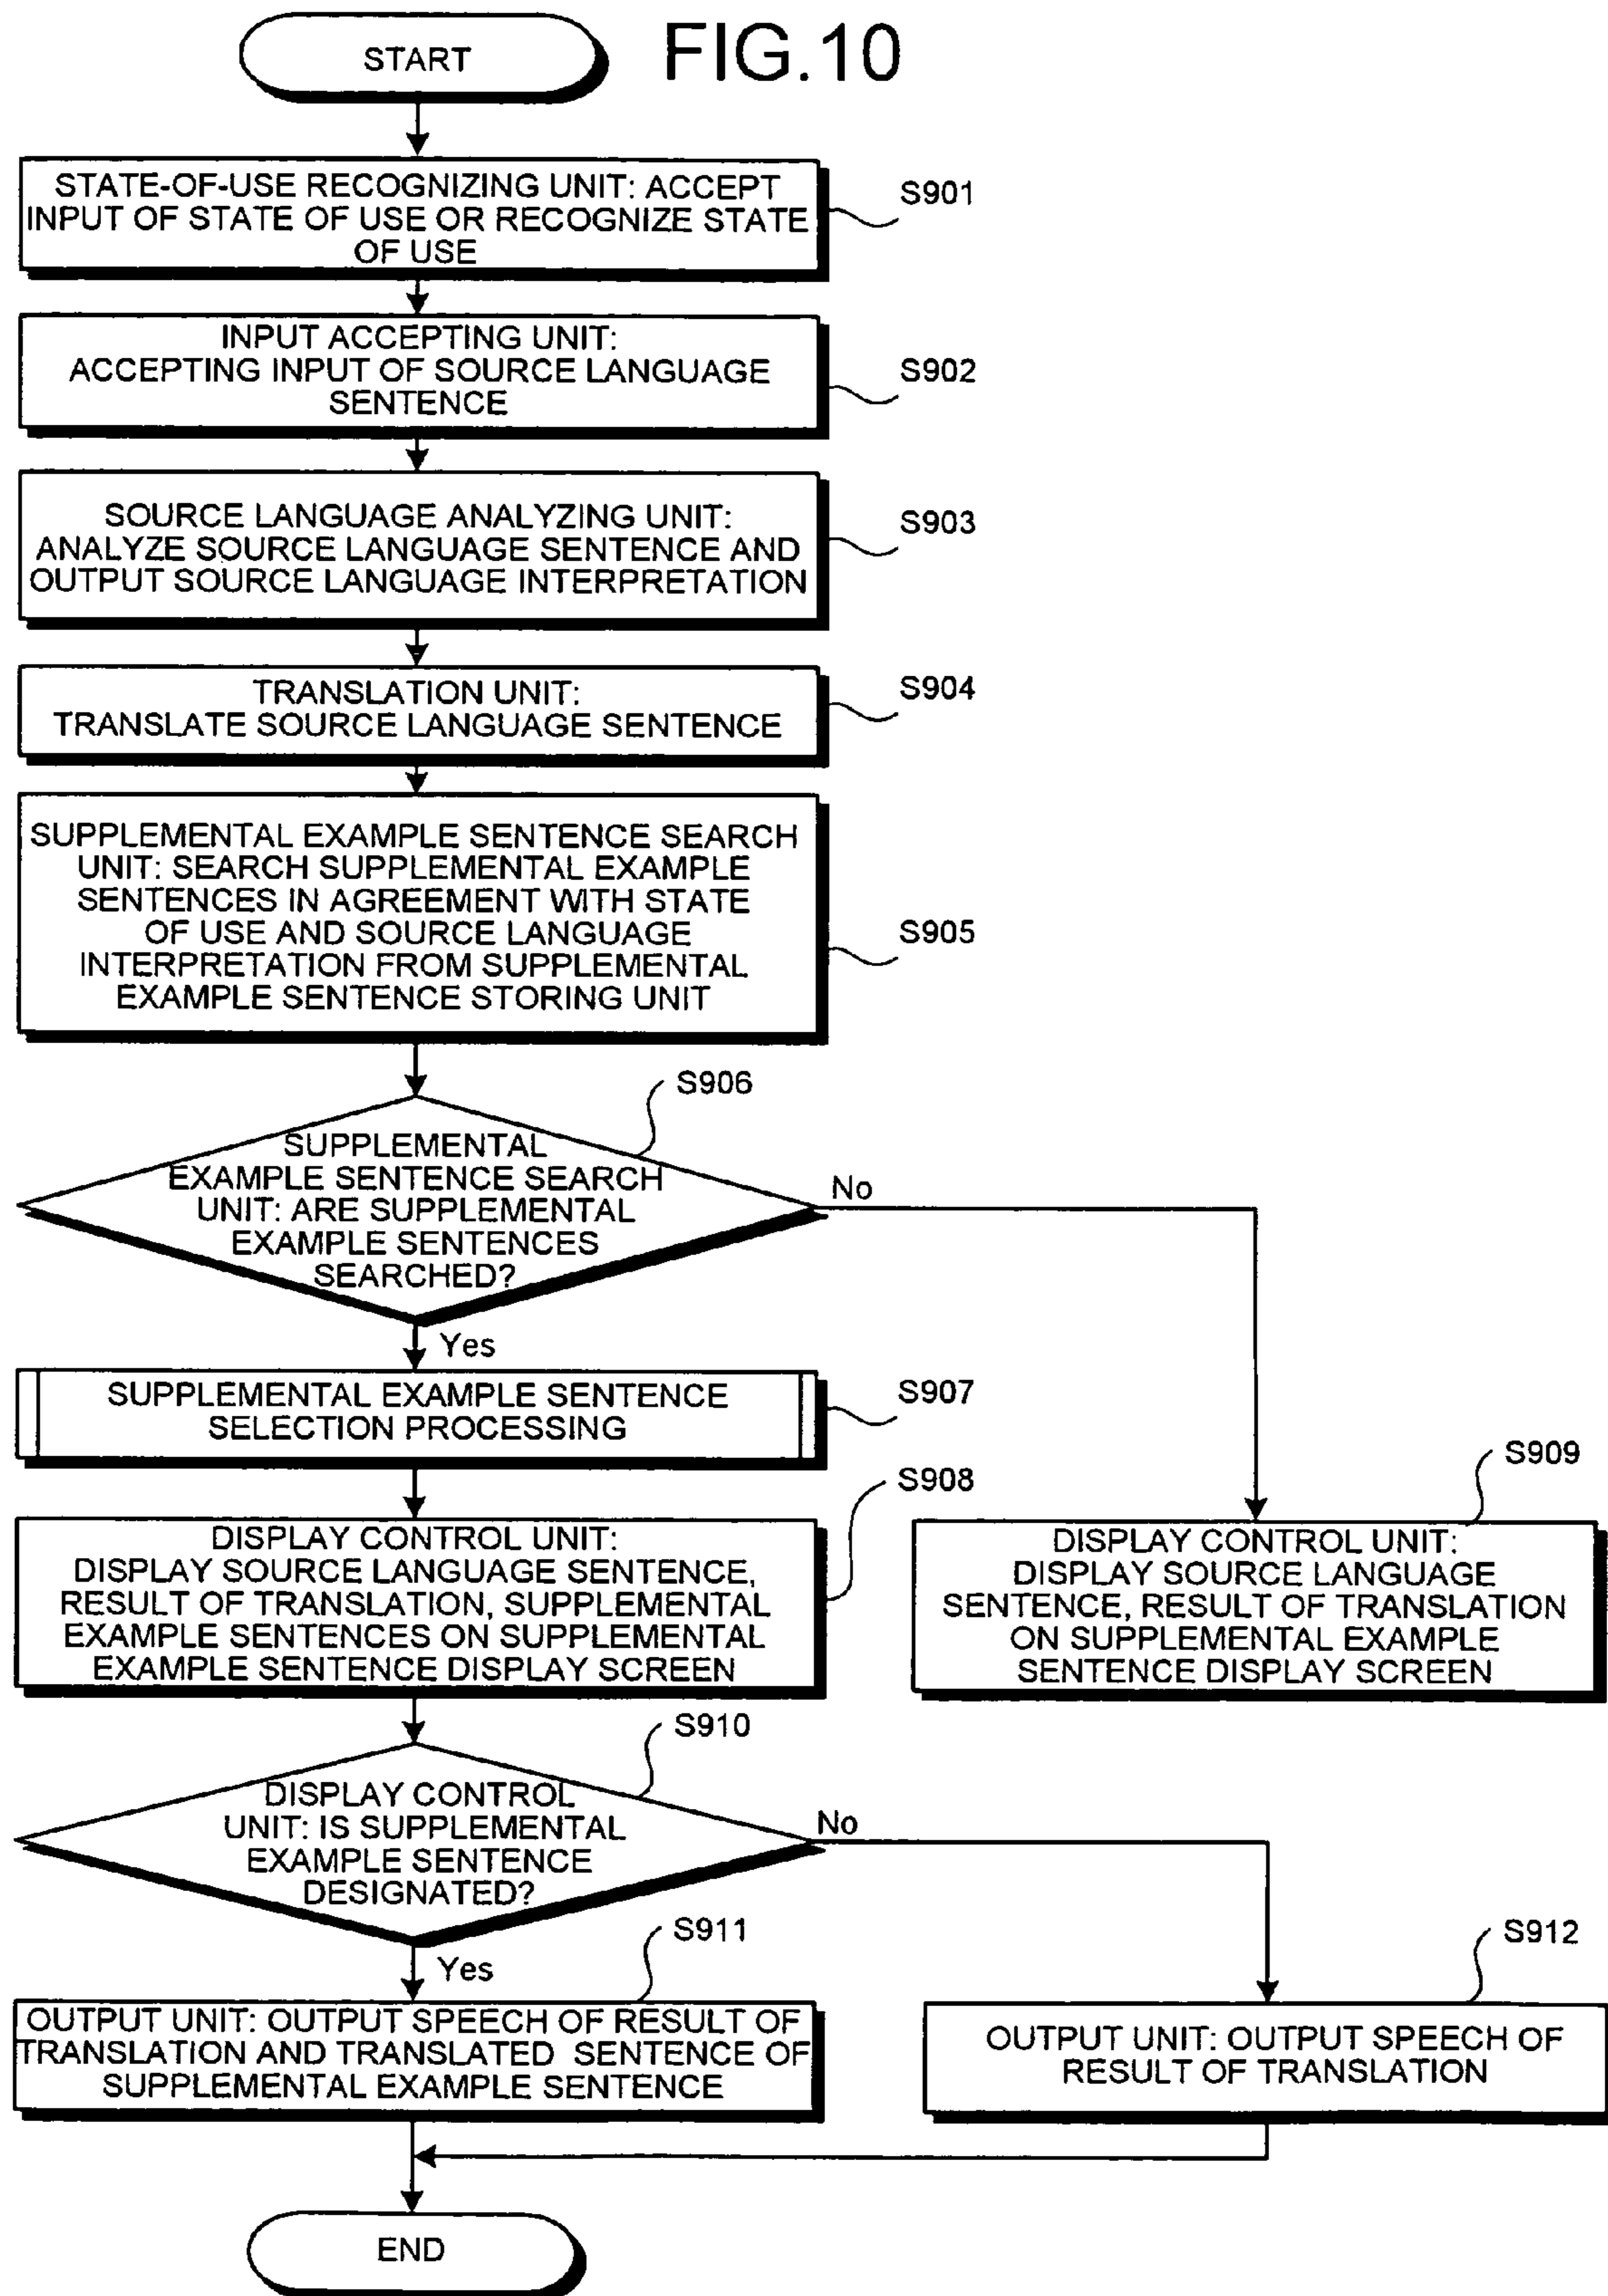 FIG.10
START
STATE-OF-USE RECOGNIZING UNIT: ACCEPT
INPUT OF STATE OF USE OR RECOGNIZE STATE
OF USE
S901
INPUT ACCEPTING UNIT:
ACCEPTING INPUT OF SOURCE LANGUAGE
SENTENCE
S902
SOURCE LANGUAGE ANALYZING UNIT:
ANALYZE SOURCE LANGUAGE SENTENCE AND
OUTPUT SOURCE LANGUAGE INTERPRETATION
S903
TRANSLATION UNIT:
TRANSLATE SOURCE LANGUAGE SENTENCE
S904
SUPPLEMENTAL EXAMPLE SENTENCE SEARCH
UNIT: SEARCH SUPPLEMENTAL EXAMPLE
SENTENCES IN AGREEMENT WITH STATE
OF USE AND SOURCE LANGUAGE
INTERPRETATION FROM SUPPLEMENTAL
EXAMPLE SENTENCE STORING UNIT
S905
S906
SUPPLEMENTAL
EXAMPLE SENTENCE SEARCH
UNIT: ARE SUPPLEMENTAL
EXAMPLE SENTENCES
SEARCHED?
No
Yes
SUPPLEMENTAL EXAMPLE SENTENCE
SELECTION PROCESSING
S907
S908
DISPLAY CONTROL UNIT:
DISPLAY SOURCE LANGUAGE SENTENCE,
RESULT OF TRANSLATION, SUPPLEMENTAL
EXAMPLE SENTENCES ON SUPPLEMENTAL
EXAMPLE SENTENCE DISPLAY SCREEN
S909
DISPLAY CONTROL UNIT:
DISPLAY SOURCE LANGUAGE
SENTENCE, RESULT OF TRANSLATION
ON SUPPLEMENTAL EXAMPLE
SENTENCE DISPLAY SCREEN
S910
DISPLAY CONTROL
UNIT: IS SUPPLEMENTAL
EXAMPLE SENTENCE
DESIGNATED?
No
Yes
S911
OUTPUT UNIT: OUTPUT SPEECH OF RESULT OF
TRANSLATION AND TRANSLATED SENTENCE OF
SUPPLEMENTAL EXAMPLE SENTENCE
S912
OUTPUT UNIT: OUTPUT SPEECH OF
RESULT OF TRANSLATION
END